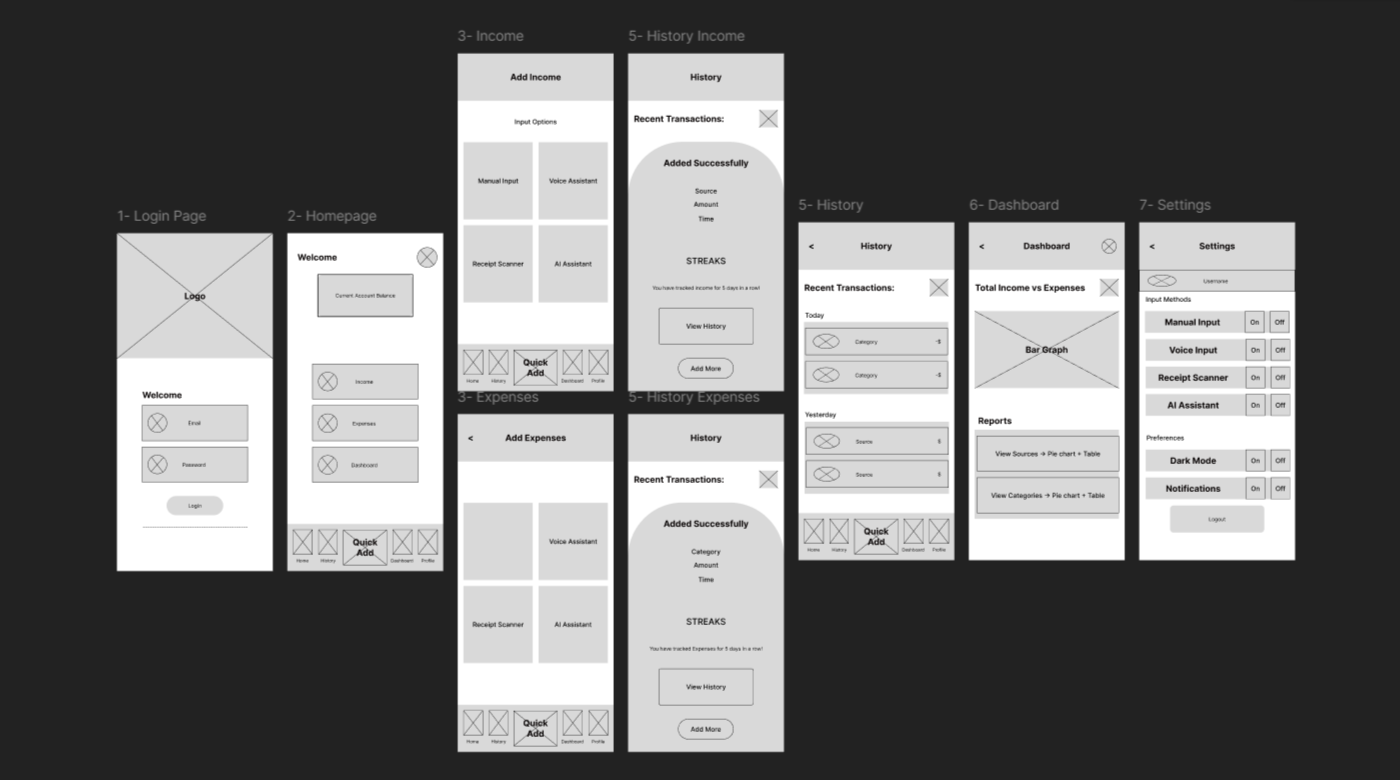 3- Income
Add Income
Input Options
Manual Input
Voice Assistant
Receipt Scanner
AI Assistant
Home
History
Quick
Add
Dashboard
Profile
5- History Income
History
Recent Transactions:
Added Successfully
Source
Amount
Time
STREAKS
You have tracked income for 5 days in a row!
View History
Add More
1- Login Page
Logo
Welcome
Email
Password
Login
2- Homepage
Welcome
Current Account Balance
Income
Expenses
Dashboard
Home
History
Quick
Add
Dashboard
Profile
3- Expenses
<
Add Expenses
Voice Assistant
Receipt Scanner
AI Assistant
Home
History
Quick
Add
Dashboard
Profile
5- History Expenses
History
Recent Transactions:
Added Successfully
Category
Amount
Time
STREAKS
You have tracked Expenses for 5 days in a row!
View History
Add More
5- History
<
History
Recent Transactions:
Today
Category
-$
Category
-$
Yesterday
Source
$
Source
$
Home
History
Quick
Add
Dashboard
Profile
6- Dashboard
<
Dashboard
Total Income vs Expenses
Bar Graph
Reports
View Sources → Pie chart + Table
View Categories → Pie chart + Table
7- Settings
<
Settings
Username
Input Methods
Manual Input
On
Off
Voice Input
On
Off
Receipt Scanner
On
Off
AI Assistant
On
Off
Preferences
Dark Mode
On
Off
Notifications
On
Off
Logout